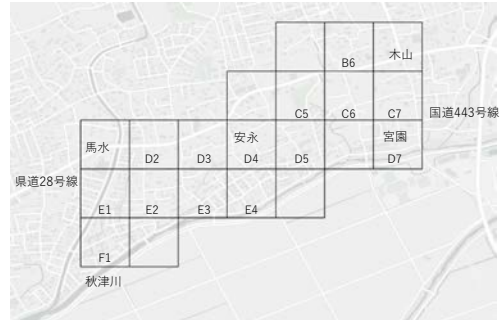 木山
B6
C5 C6 C7 国道443号線
馬水 安永 宮園
D2 D3 D4 D5 D7
県道28号線
E1 E2 E3 E4
F1
秋津川